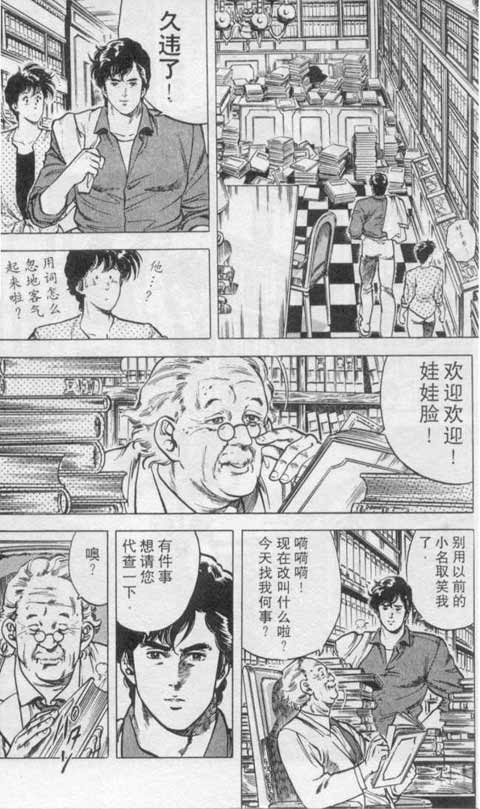 久违了！
他…？
用词怎么
忽地客气
起来啦？
欢迎欢迎！
娃娃脸！
别用以前的
小名取笑我
了．
嗬嗬嗬！
现在改叫什么啦？
今天找我何事？
有件事
想请您
代查一下．
噢？